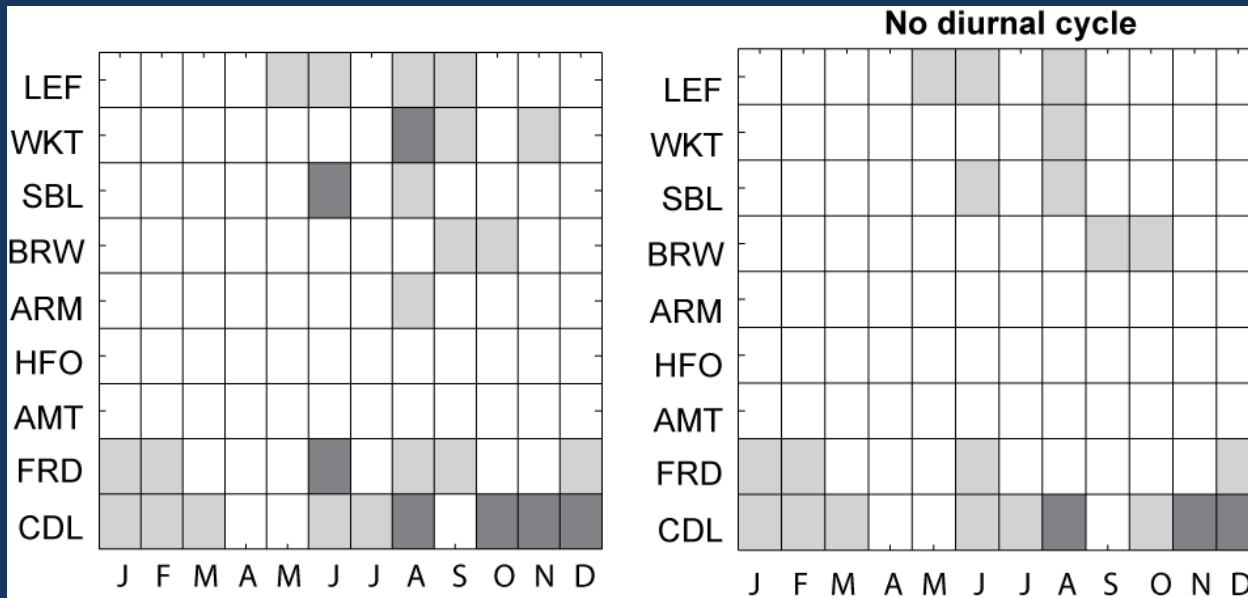 No diurnal cycle
LEF
WKT
SBL
BRW
ARM
HFO
AMT
FRD
CDL
J F M A M J J A S O N D
LEF
WKT
SBL
BRW
ARM
HFO
AMT
FRD
CDL
J F M A M J J A S O N D